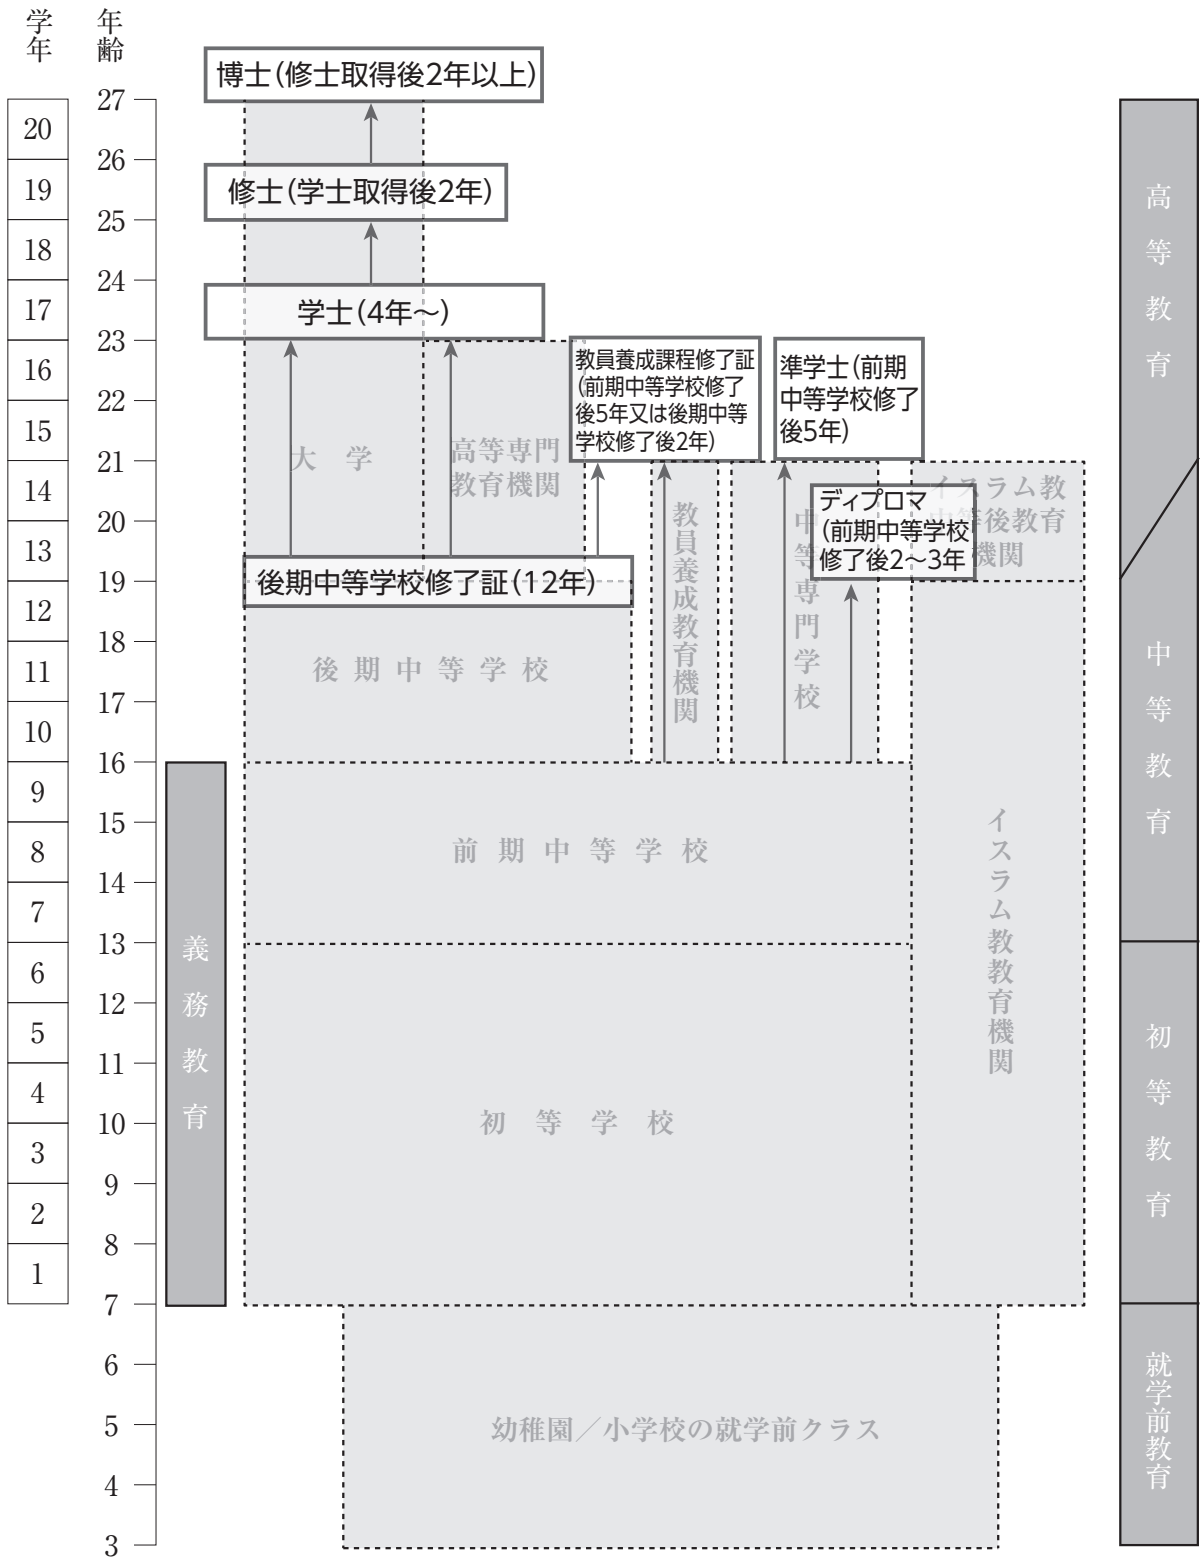 学年
年齢
博士(修士取得後2年以上)
27
20
26
修士(学士取得後2年)
19
25
18
24
学士(4年～)
17
23
16
22
15
21
14
20
13
19
12
18
11
17
10
16
9
15
8
14
7
13
6
12
5
11
4
10
3
9
2
8
1
7
6
5
4
3
教員養成課程修了証
(前期中等学校修了
後5年又は後期中等
学校修了後2年)
準学士(前期
中等学校修了
後5年)
大学
高等専門
教育機関
教員養成教育機関
中等専門学校
ディプロマ
(前期中等学校
修了後2～3年
イスラム教
中等後教育
機関
後期中等学校修了証(12年)
後期中等学校
前期中等学校
イスラム教教育機関
初等学校
幼稚園／小学校の就学前クラス
義務教育
高等教育
中等教育
初等教育
就学前教育